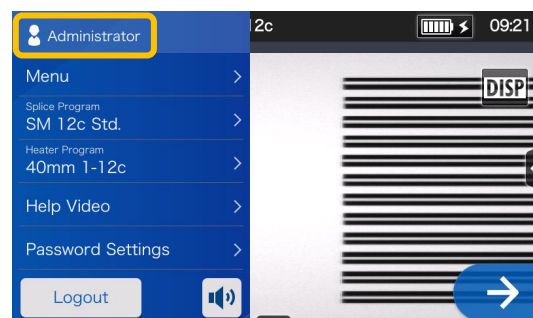 Administrator
12c
09:21
Menu
DISP
Splice Program
SM 12c Std.
Heater Program
40mm 1-12c
Help Video
Password Settings
Logout